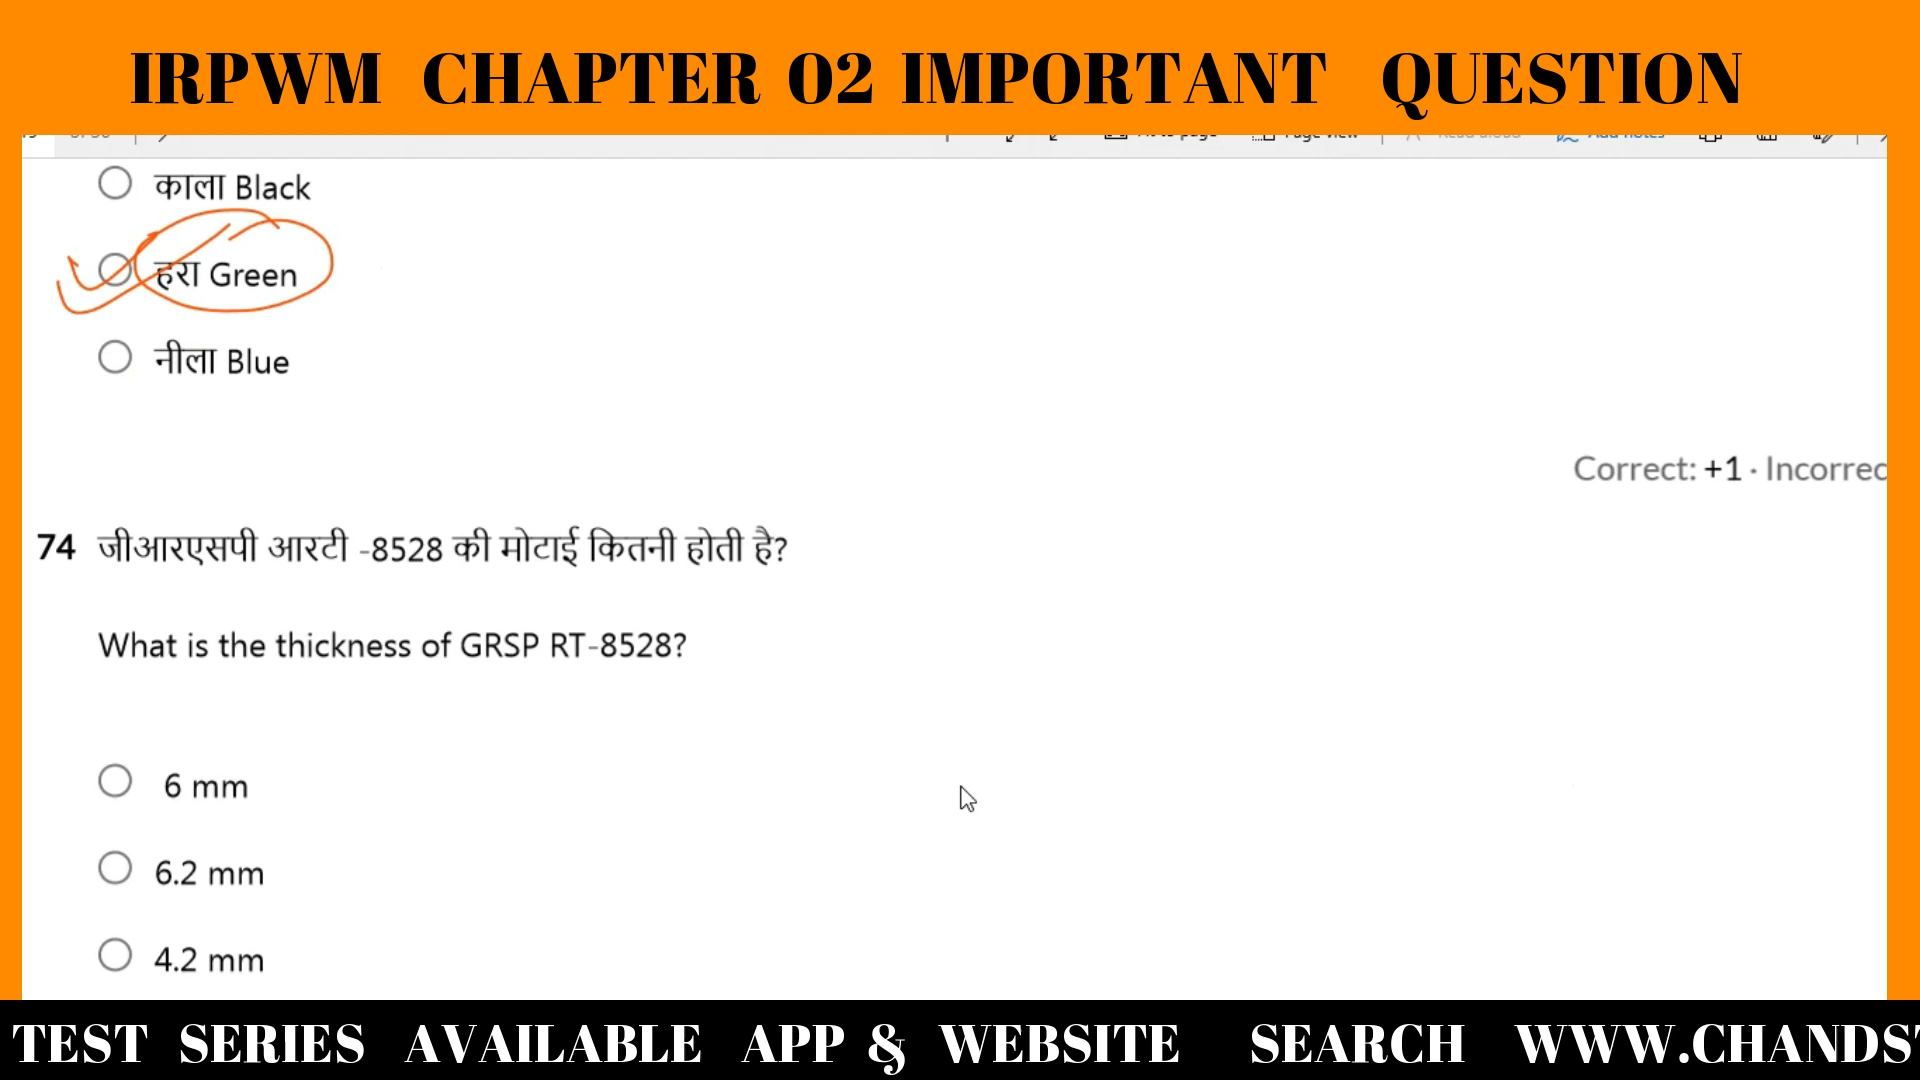 IRPWM CHAPTER 02 IMPORTANT QUESTION
काला Black
हरा Green
नीला Blue
Correct: +1 · Incorrec
74 जीआरएसपी आरटी -8528 की मोटाई कितनी होती है?
What is the thickness of GRSP RT-8528?
6 mm
6.2 mm
4.2 mm
TEST SERIES AVAILABLE APP & WEBSITE SEARCH WWW.CHANDS